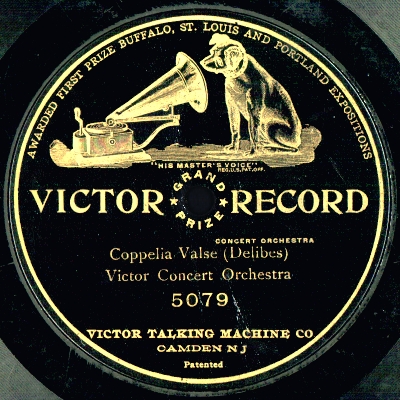 AWARDED FIRST PRIZE BUFFALO, ST. LOUIS AND PORTLAND EXPOSITIONS
"HIS MASTER'S VOICE"
REG.U.S.PAT.OFF.
GRAND PRIZE
VICTOR RECORD
CONCERT ORCHESTRA
Coppelia Valse (Delibes)
Victor Concert Orchestra
5079
VICTOR TALKING MACHINE CO
CAMDEN NJ
Patented